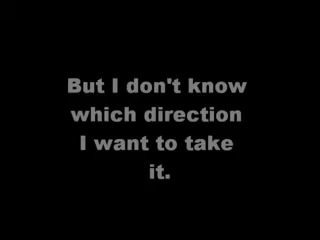 But I don't know
which direction
I want to take
it.